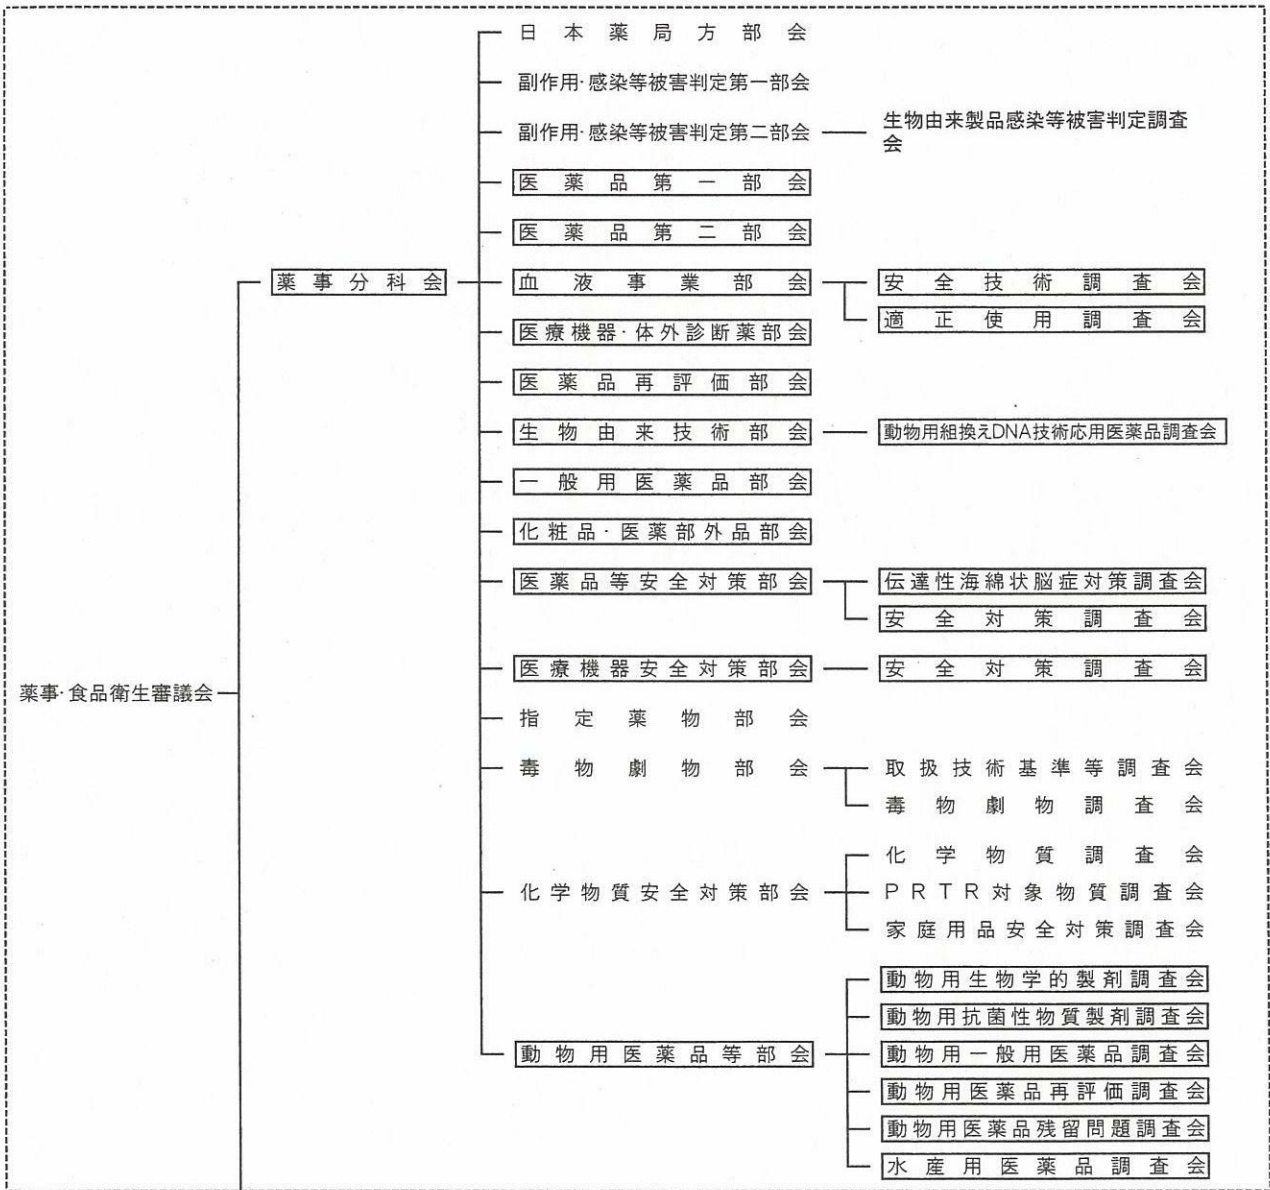 日本薬局方部会
副作用・感染等被害判定第一部会
副作用・感染等被害判定第二部会
生物由来製品感染等被害判定調査
会
医薬品第一部会
医薬品第二部会
薬事分科会
血液事業部会
安全技術調査会
適正使用調査会
医療機器・体外診断薬部会
医薬品再評価部会
生物由来技術部会
動物用組換えDNA技術応用医薬品調査会
一般用医薬品部会
化粧品・医薬部外品部会
医薬品等安全対策部会
伝達性海綿状脳症対策調査会
安全対策調査会
医療機器安全対策部会
安全対策調査会
薬事・食品衛生審議会
指定薬物部会
毒物劇物部会
取扱技術基準等調査会
毒物劇物調査会
化学物質安全対策部会
化学物質調査会
PRTR対象物質調査会
家庭用品安全対策調査会
動物用医薬品等部会
動物用生物学的製剤調査会
動物用抗菌性物質製剤調査会
動物用一般用医薬品調査会
動物用医薬品再評価調査会
動物用医薬品残留問題調査会
水産用医薬品調査会